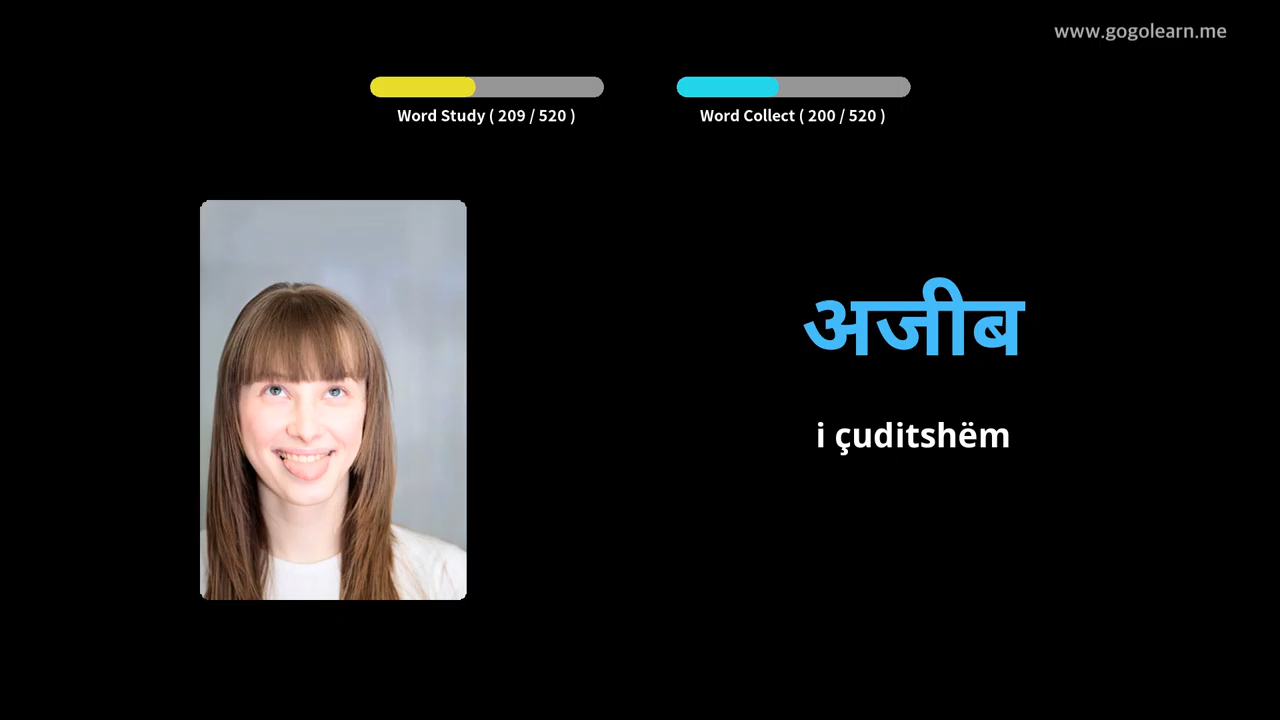 www.gogolearn.me
Word Study ( 209 / 520 )
Word Collect ( 200 / 520 )
अजीब
i çuditshëm